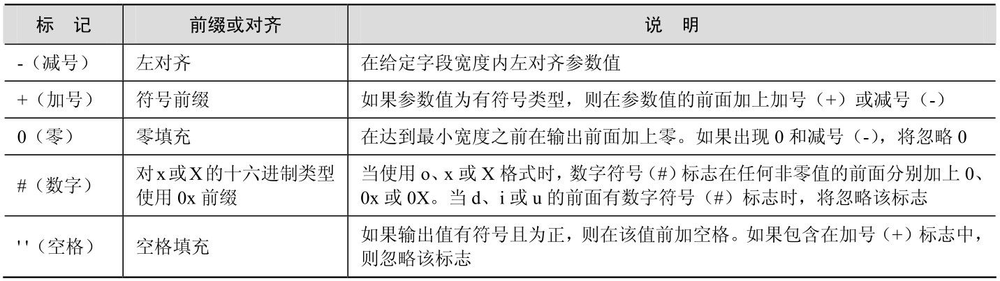 标 记 前缀或对齐 说 明
-（减号） 左对齐 在给定字段宽度内左对齐参数值
+（加号） 符号前缀 如果参数值为有符号类型，则在参数值的前面加上加号（+）或减号（-）
0（零） 零填充 在达到最小宽度之前在输出前面加上零。如果出现 0 和减号（-），将忽略 0
#（数字）
对 x 或 X 的十六进制类型
使用 0x 前缀
当使用 o、x 或 X 格式时，数字符号（#）标志在任何非零值的前面分别加上 0、
0x 或 0X。当 d、i 或 u 的前面有数字符号（#）标志时，将忽略该标志
' '（空格）
空格填充
如果输出值有符号且为正，则在该值前加空格。如果包含在加号（+）标志中，
则忽略该标志